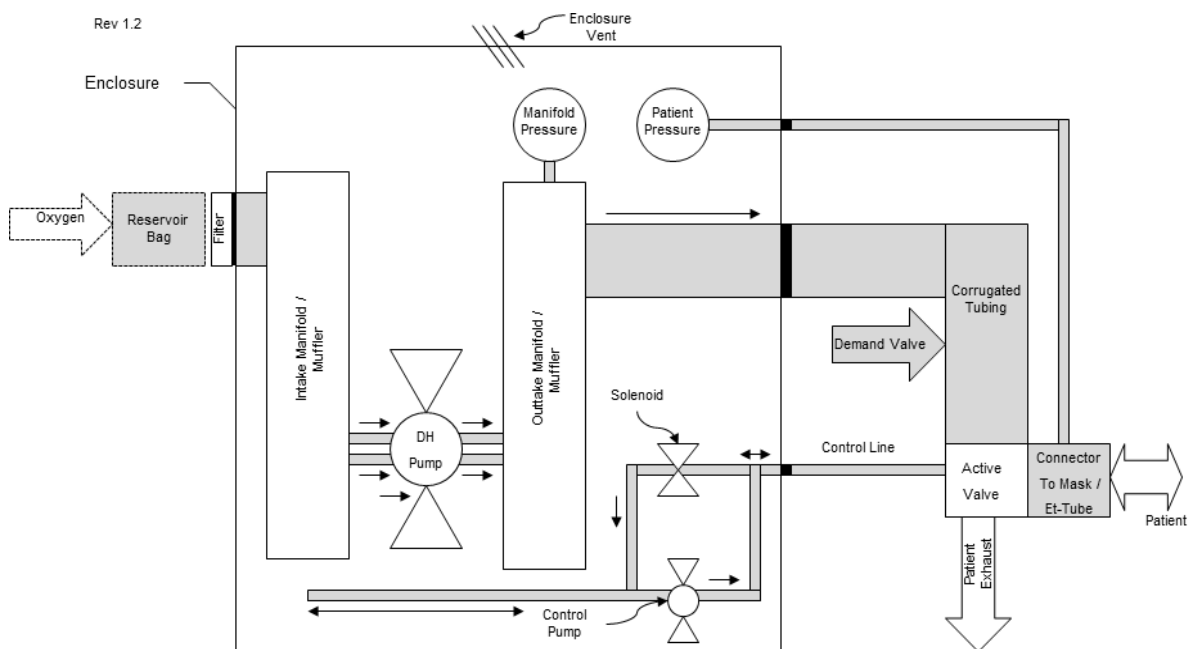 Rev 1.2
Enclosure
Vent
Enclosure
Manifold
Pressure
Patient
Pressure
Oxygen
Reservoir
Bag
Filter
Intake Manifold /
Muffler
Outtake Manifold /
Muffler
Corrugated
Tubing
Demand Valve
DH
Pump
Solenoid
Control Line
Active
Valve
Connector
To Mask /
Et-Tube
Patient
Patient
Exhaust
Control
Pump